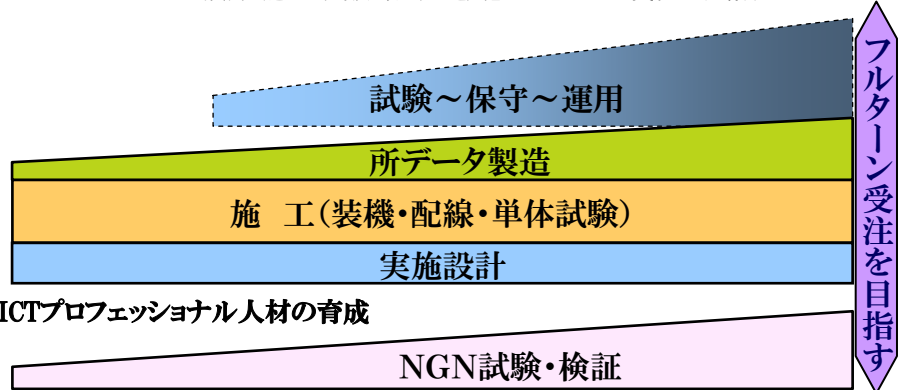 試験～保守～運用
所データ製造
施　工（装機・配線・単体試験）
実施設計
ICTプロフェッショナル人材の育成
NGN試験・検証
フルターン受注を目指す